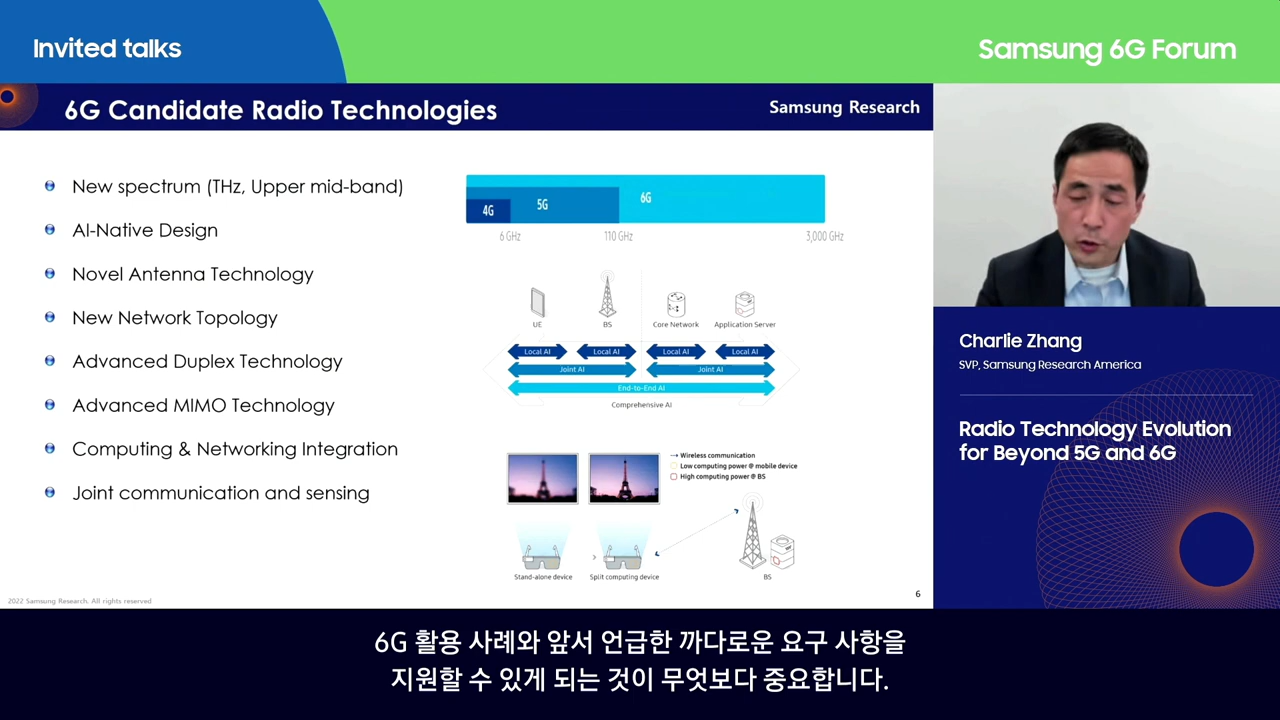 Invited talks
Samsung 6G Forum
6G Candidate Radio Technologies
Samsung Research
New spectrum (THz, Upper mid-band)
AI-Native Design
Novel Antenna Technology
New Network Topology
Advanced Duplex Technology
Advanced MIMO Technology
Computing & Networking Integration
Joint communication and sensing
4G
5G
6G
6 GHz
110 GHz
3,000 GHz
UE
BS
Core Network
Application Server
Local AI
Local AI
Local AI
Local AI
Joint AI
Joint AI
End-to-End AI
Comprehensive AI
Wireless communication
Low computing power @ mobile device
High computing power @ BS
Stand-alone device
Split computing device
BS
2022 Samsung Research. All rights reserved
6
Charlie Zhang
SVP, Samsung Research America
Radio Technology Evolution
for Beyond 5G and 6G
6G 활용 사례와 앞서 언급한 까다로운 요구 사항을
지원할 수 있게 되는 것이 무엇보다 중요합니다.